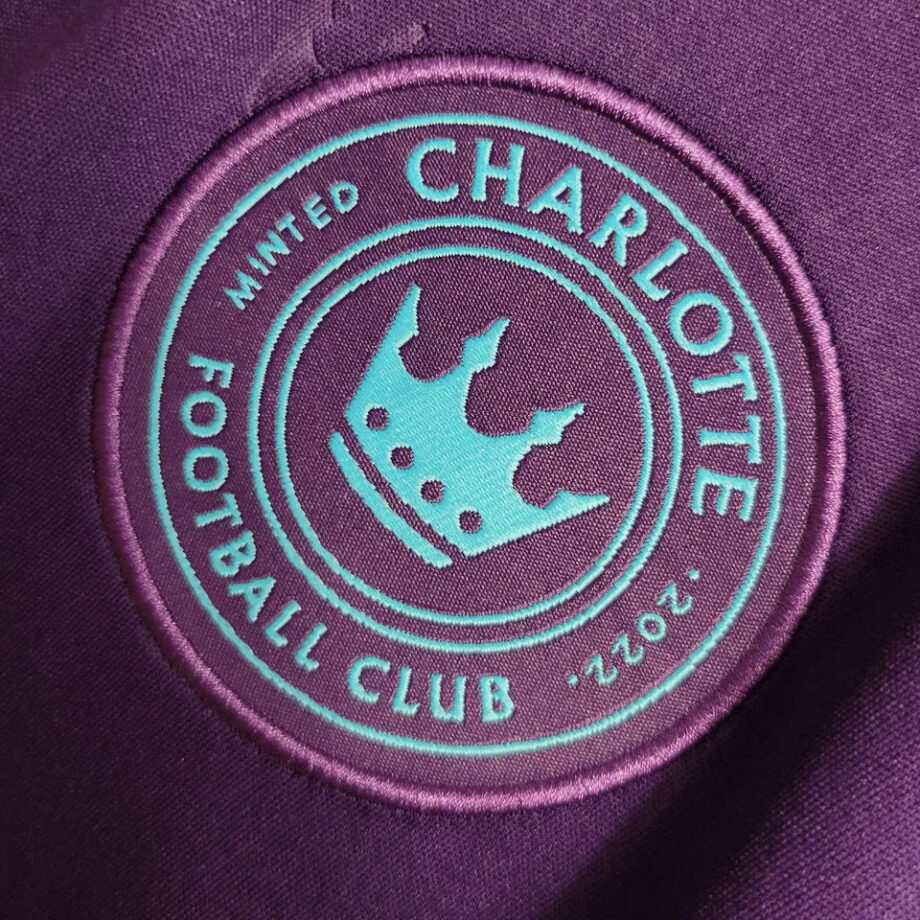 CHARLOTTE
MINTED
FOOTBALL CLUB
·2022·